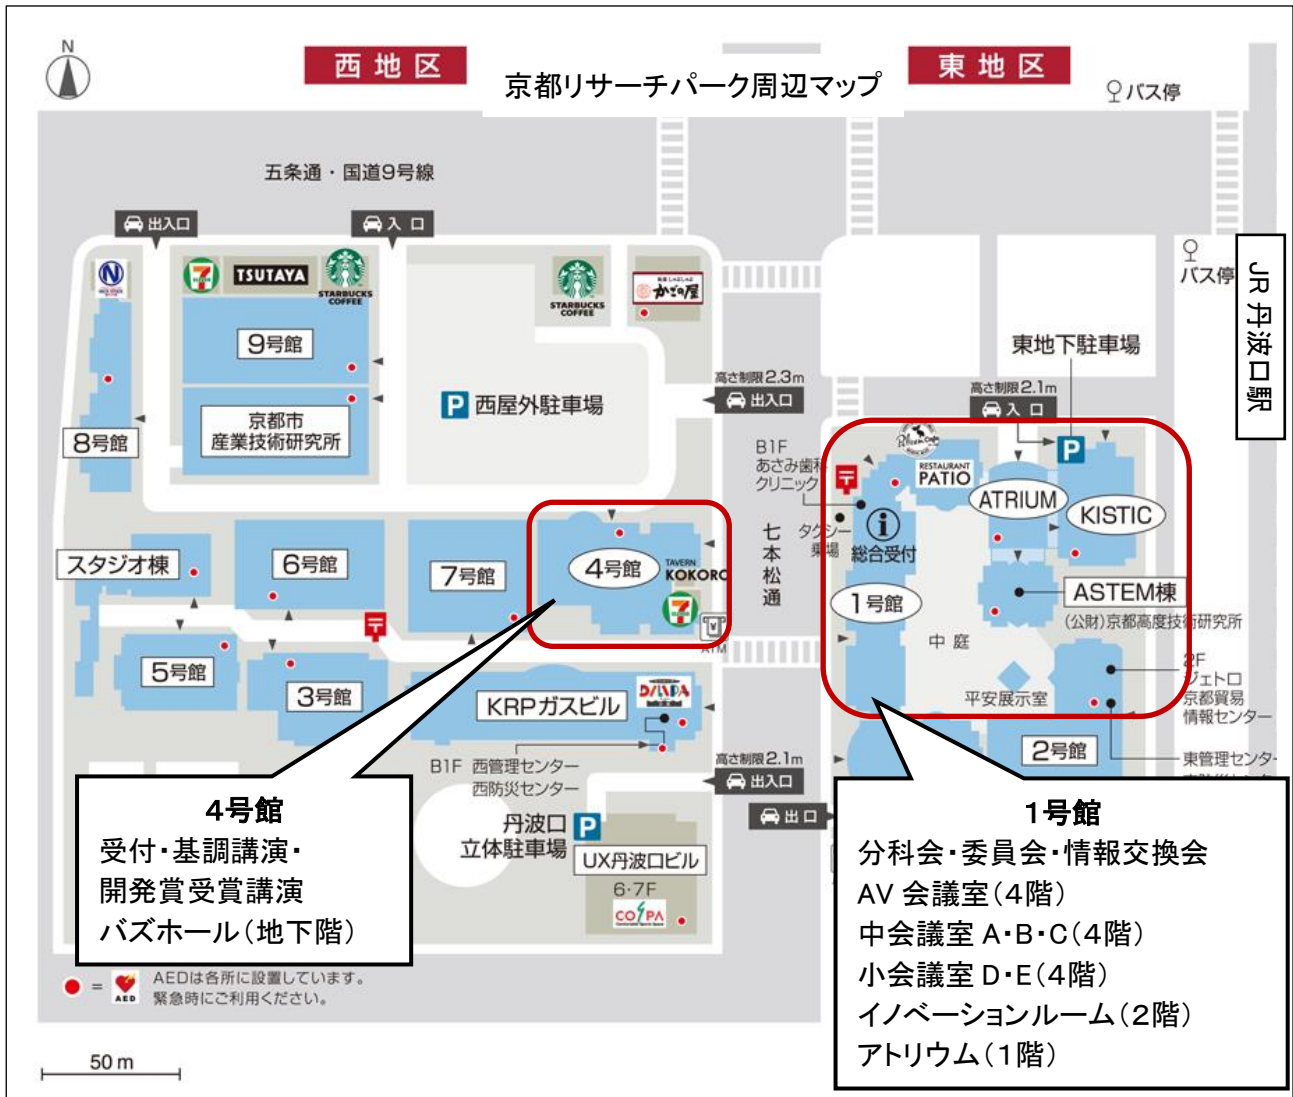 N
西地区
京都リサーチパーク周辺マップ
東地区
バス停
五条通・国道9号線
出入口
入口
バス停
JR 丹波口駅
TSUTAYA
STARBUCKS
COFFEE
STARBUCKS
COFFEE
かごの屋
9号館
京都市
産業技術研究所
8号館
P 西屋外駐車場
高さ制限2.3m
出入口
東地下駐車場
高さ制限2.1m
入口
P
B1F
あさみ歯科
クリニック
RESTAURANT
PATIO
ATRIUM
KISTIC
タクシー
乗場
総合受付
七本松通
スタジオ棟
6号館
7号館
4号館
TAVERN
KOKORO
ATM
1号館
ASTEM棟
(公財)京都高度技術研究所
中庭
5号館
3号館
KRPガスビル
平安展示室
2F
ジェトロ
京都貿易
情報センター
2号館
東管理センター
B1F 西管理センター
西防災センター
高さ制限2.1m
出入口
出口
丹波口
立体駐車場
P
UX丹波口ビル
6・7F
4号館
受付・基調講演・
開発賞受賞講演
バズホール(地下階)
1号館
分科会・委員会・情報交換会
AV 会議室(4階)
中会議室 A・B・C(4階)
小会議室 D・E(4階)
イノベーションルーム(2階)
アトリウム(1階)
= AED
AEDは各所に設置しています。
緊急時にご利用ください。
50 m